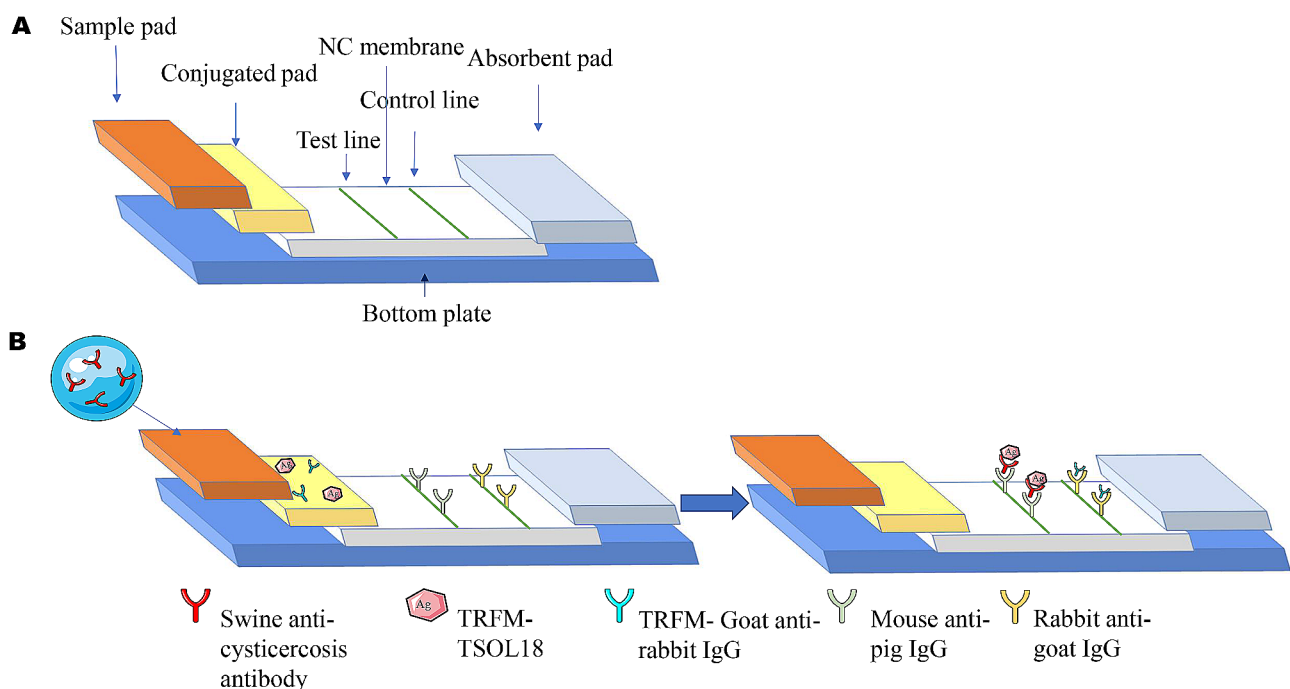 A
Sample pad
Conjugated pad
NC membrane
Absorbent pad
Control line
Test line
Bottom plate
B
Ag
Ag
Ag
Ag
Swine anti-
cysticercosis
antibody
Ag
TRFM-
TSOL18
TRFM- Goat anti-
rabbit IgG
Mouse anti-
pig IgG
Rabbit anti-
goat IgG